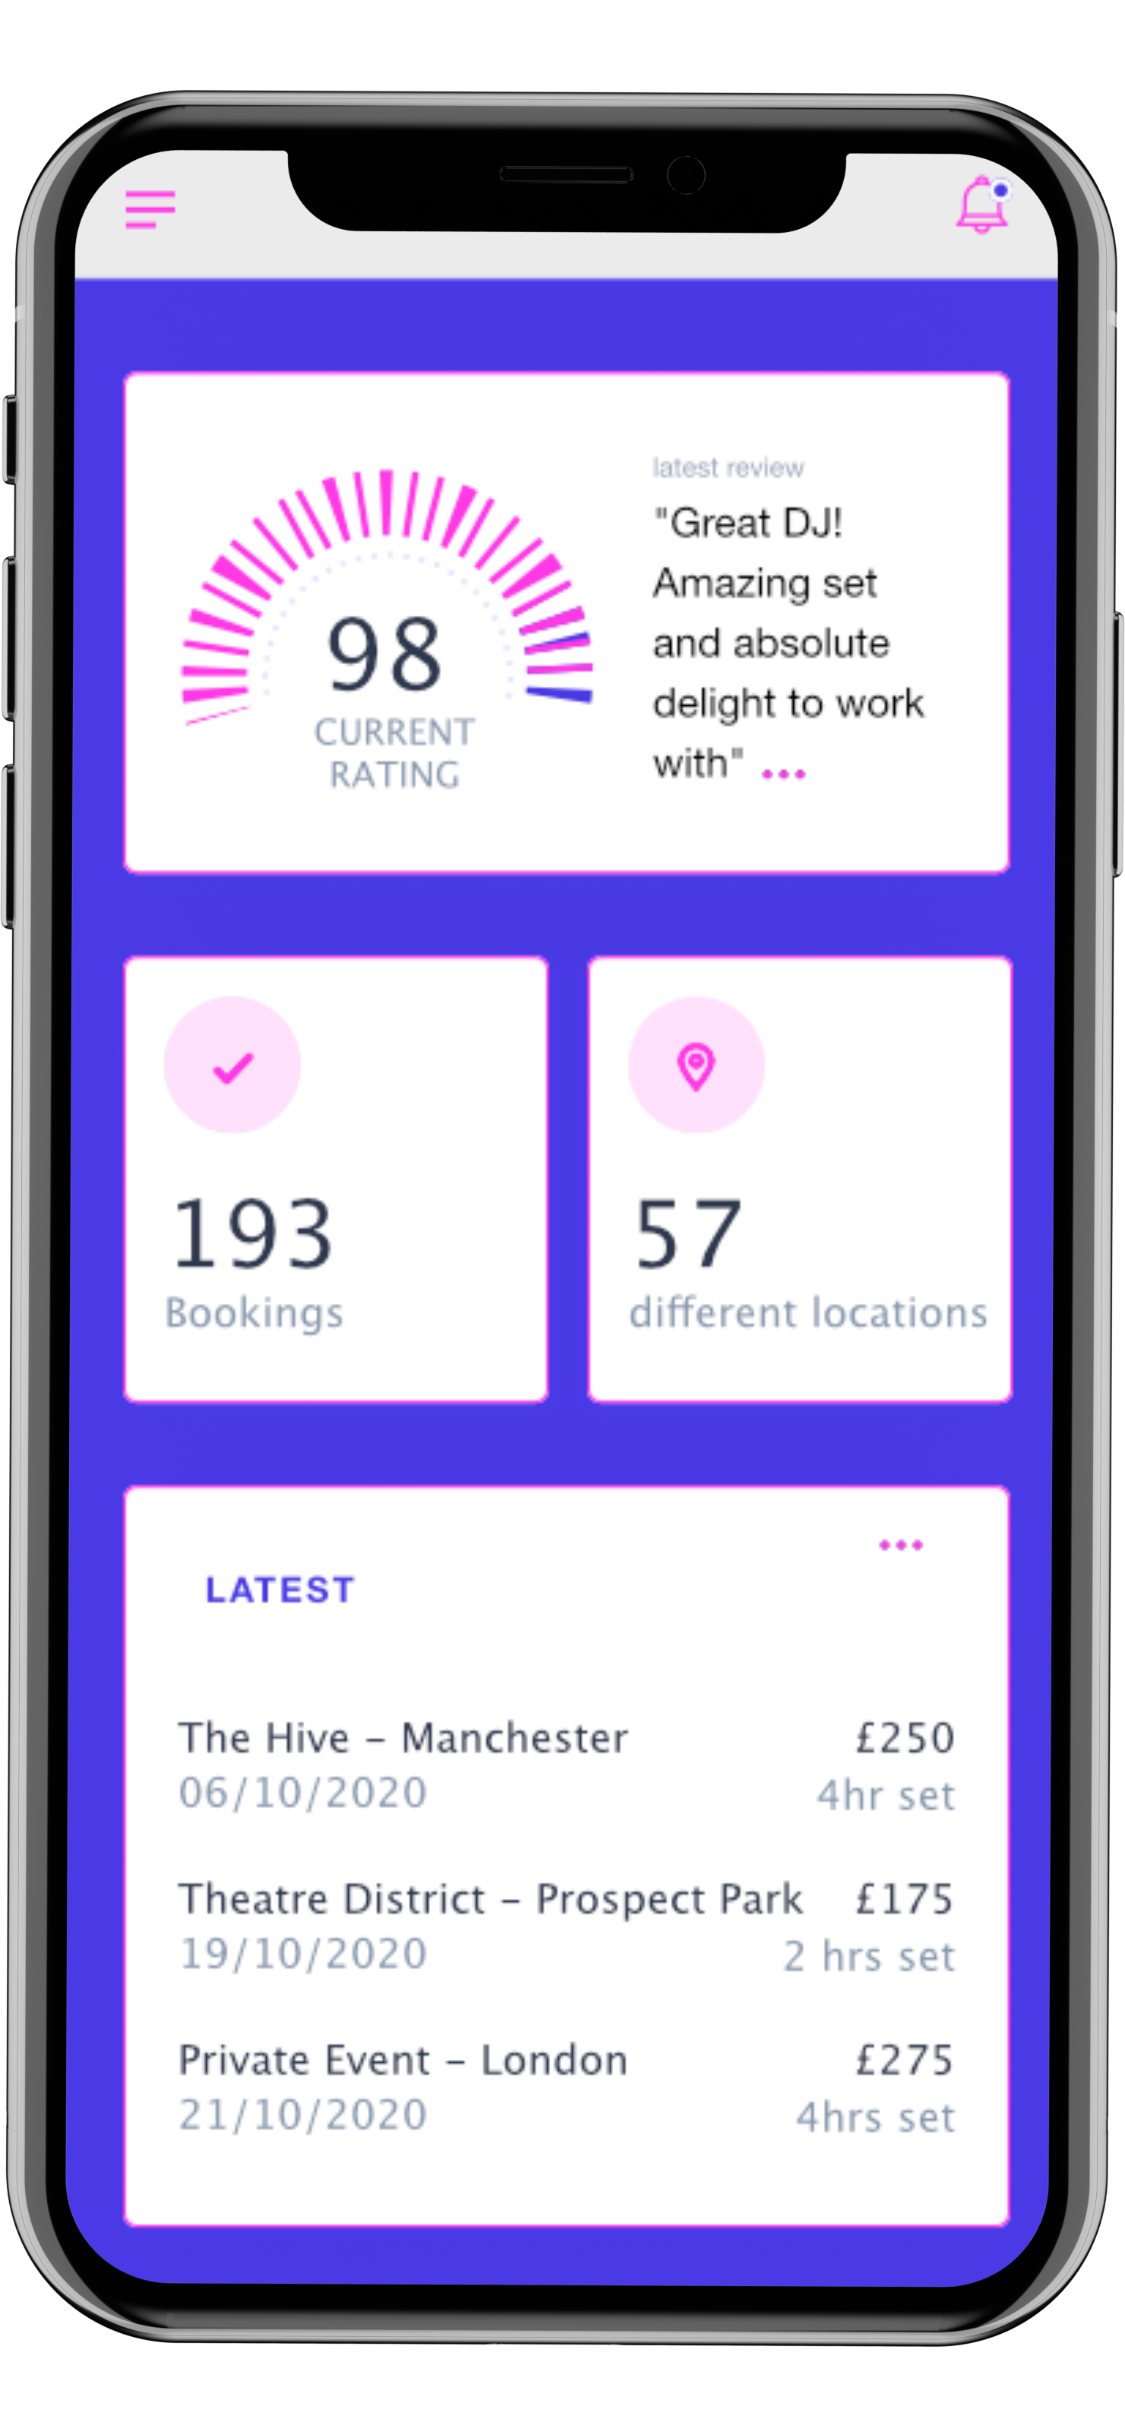 latest review
"Great DJ!
Amazing set
and absolute
delight to work
with" •••
98
CURRENT
RATING
193
Bookings
57
different locations
LATEST
The Hive – Manchester £250
06/10/2020 4hr set
Theatre District – Prospect Park £175
19/10/2020 2 hrs set
Private Event – London £275
21/10/2020 4hrs set